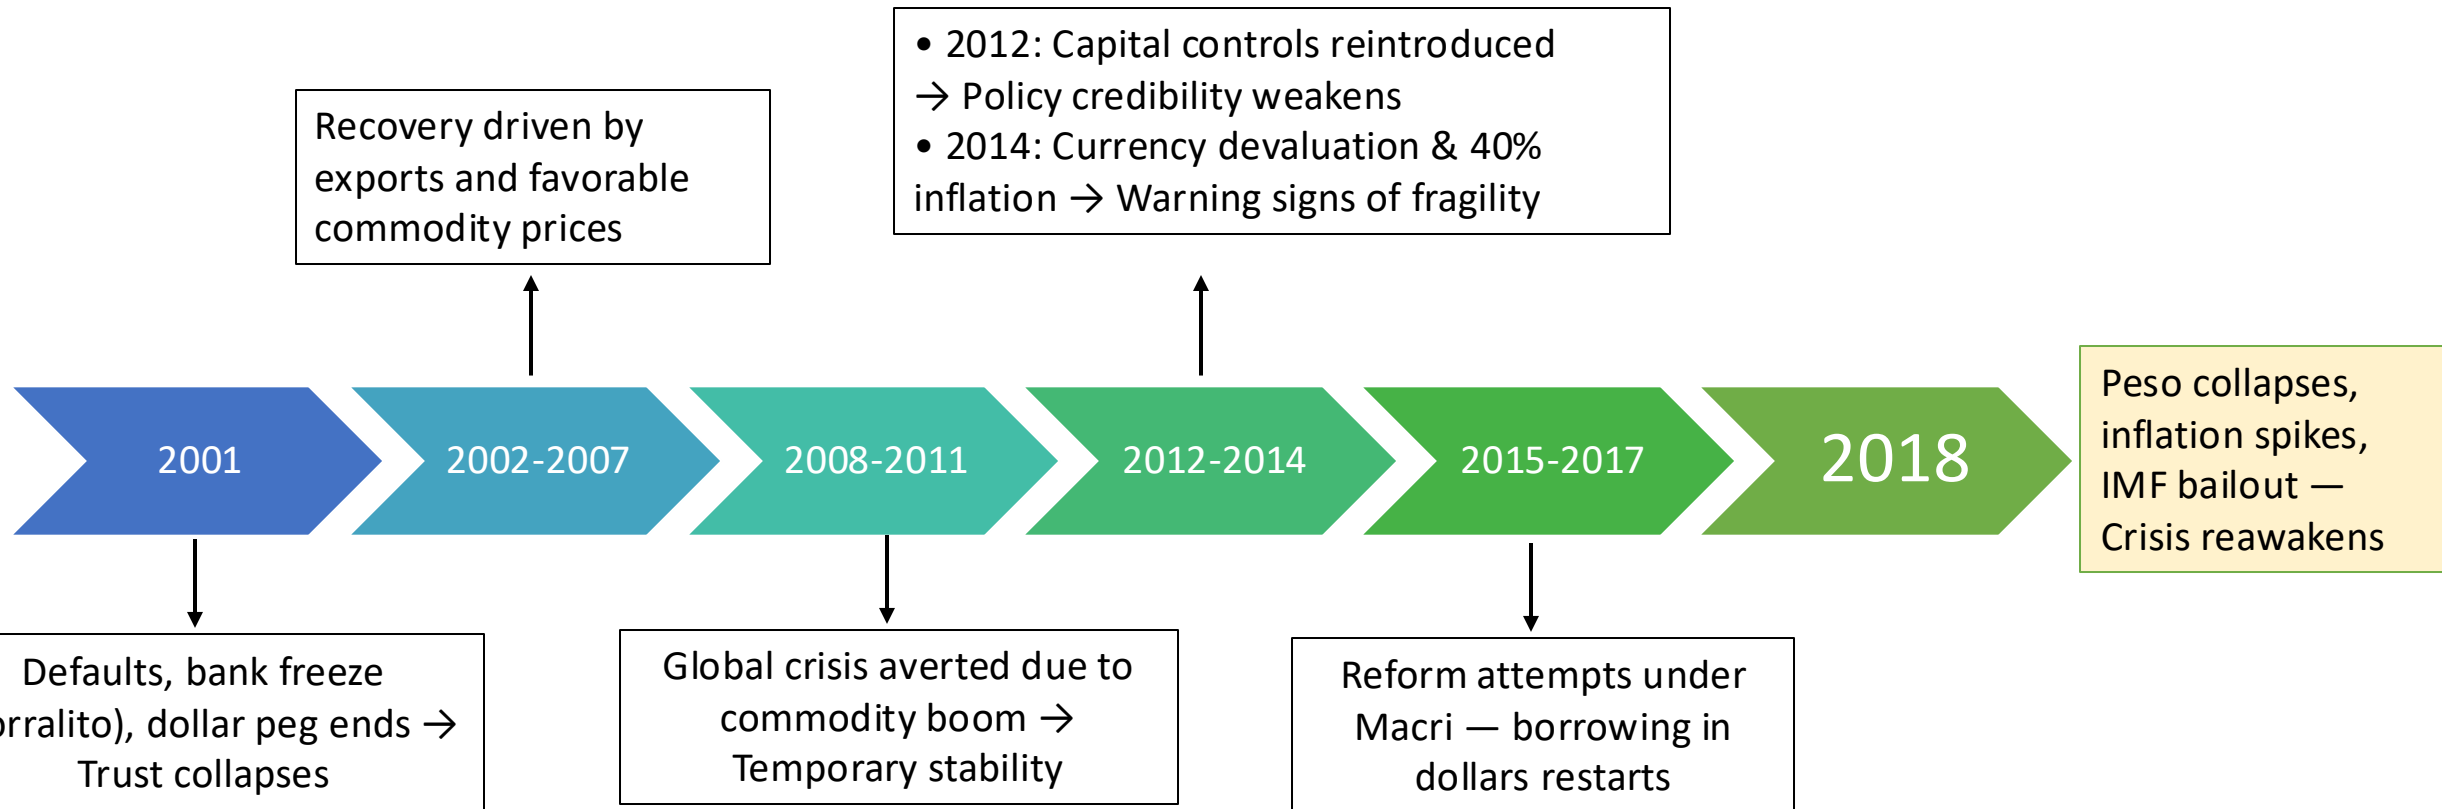 • 2012: Capital controls reintroduced
→ Policy credibility weakens
• 2014: Currency devaluation & 40%
inflation → Warning signs of fragility
Recovery driven by
exports and favorable
commodity prices
2001
2002-2007
2008-2011
2012-2014
2015-2017
2018
Peso collapses,
inflation spikes,
IMF bailout —
Crisis reawakens
Defaults, bank freeze
orralito), dollar peg ends →
Trust collapses
Global crisis averted due to
commodity boom →
Temporary stability
Reform attempts under
Macri — borrowing in
dollars restarts